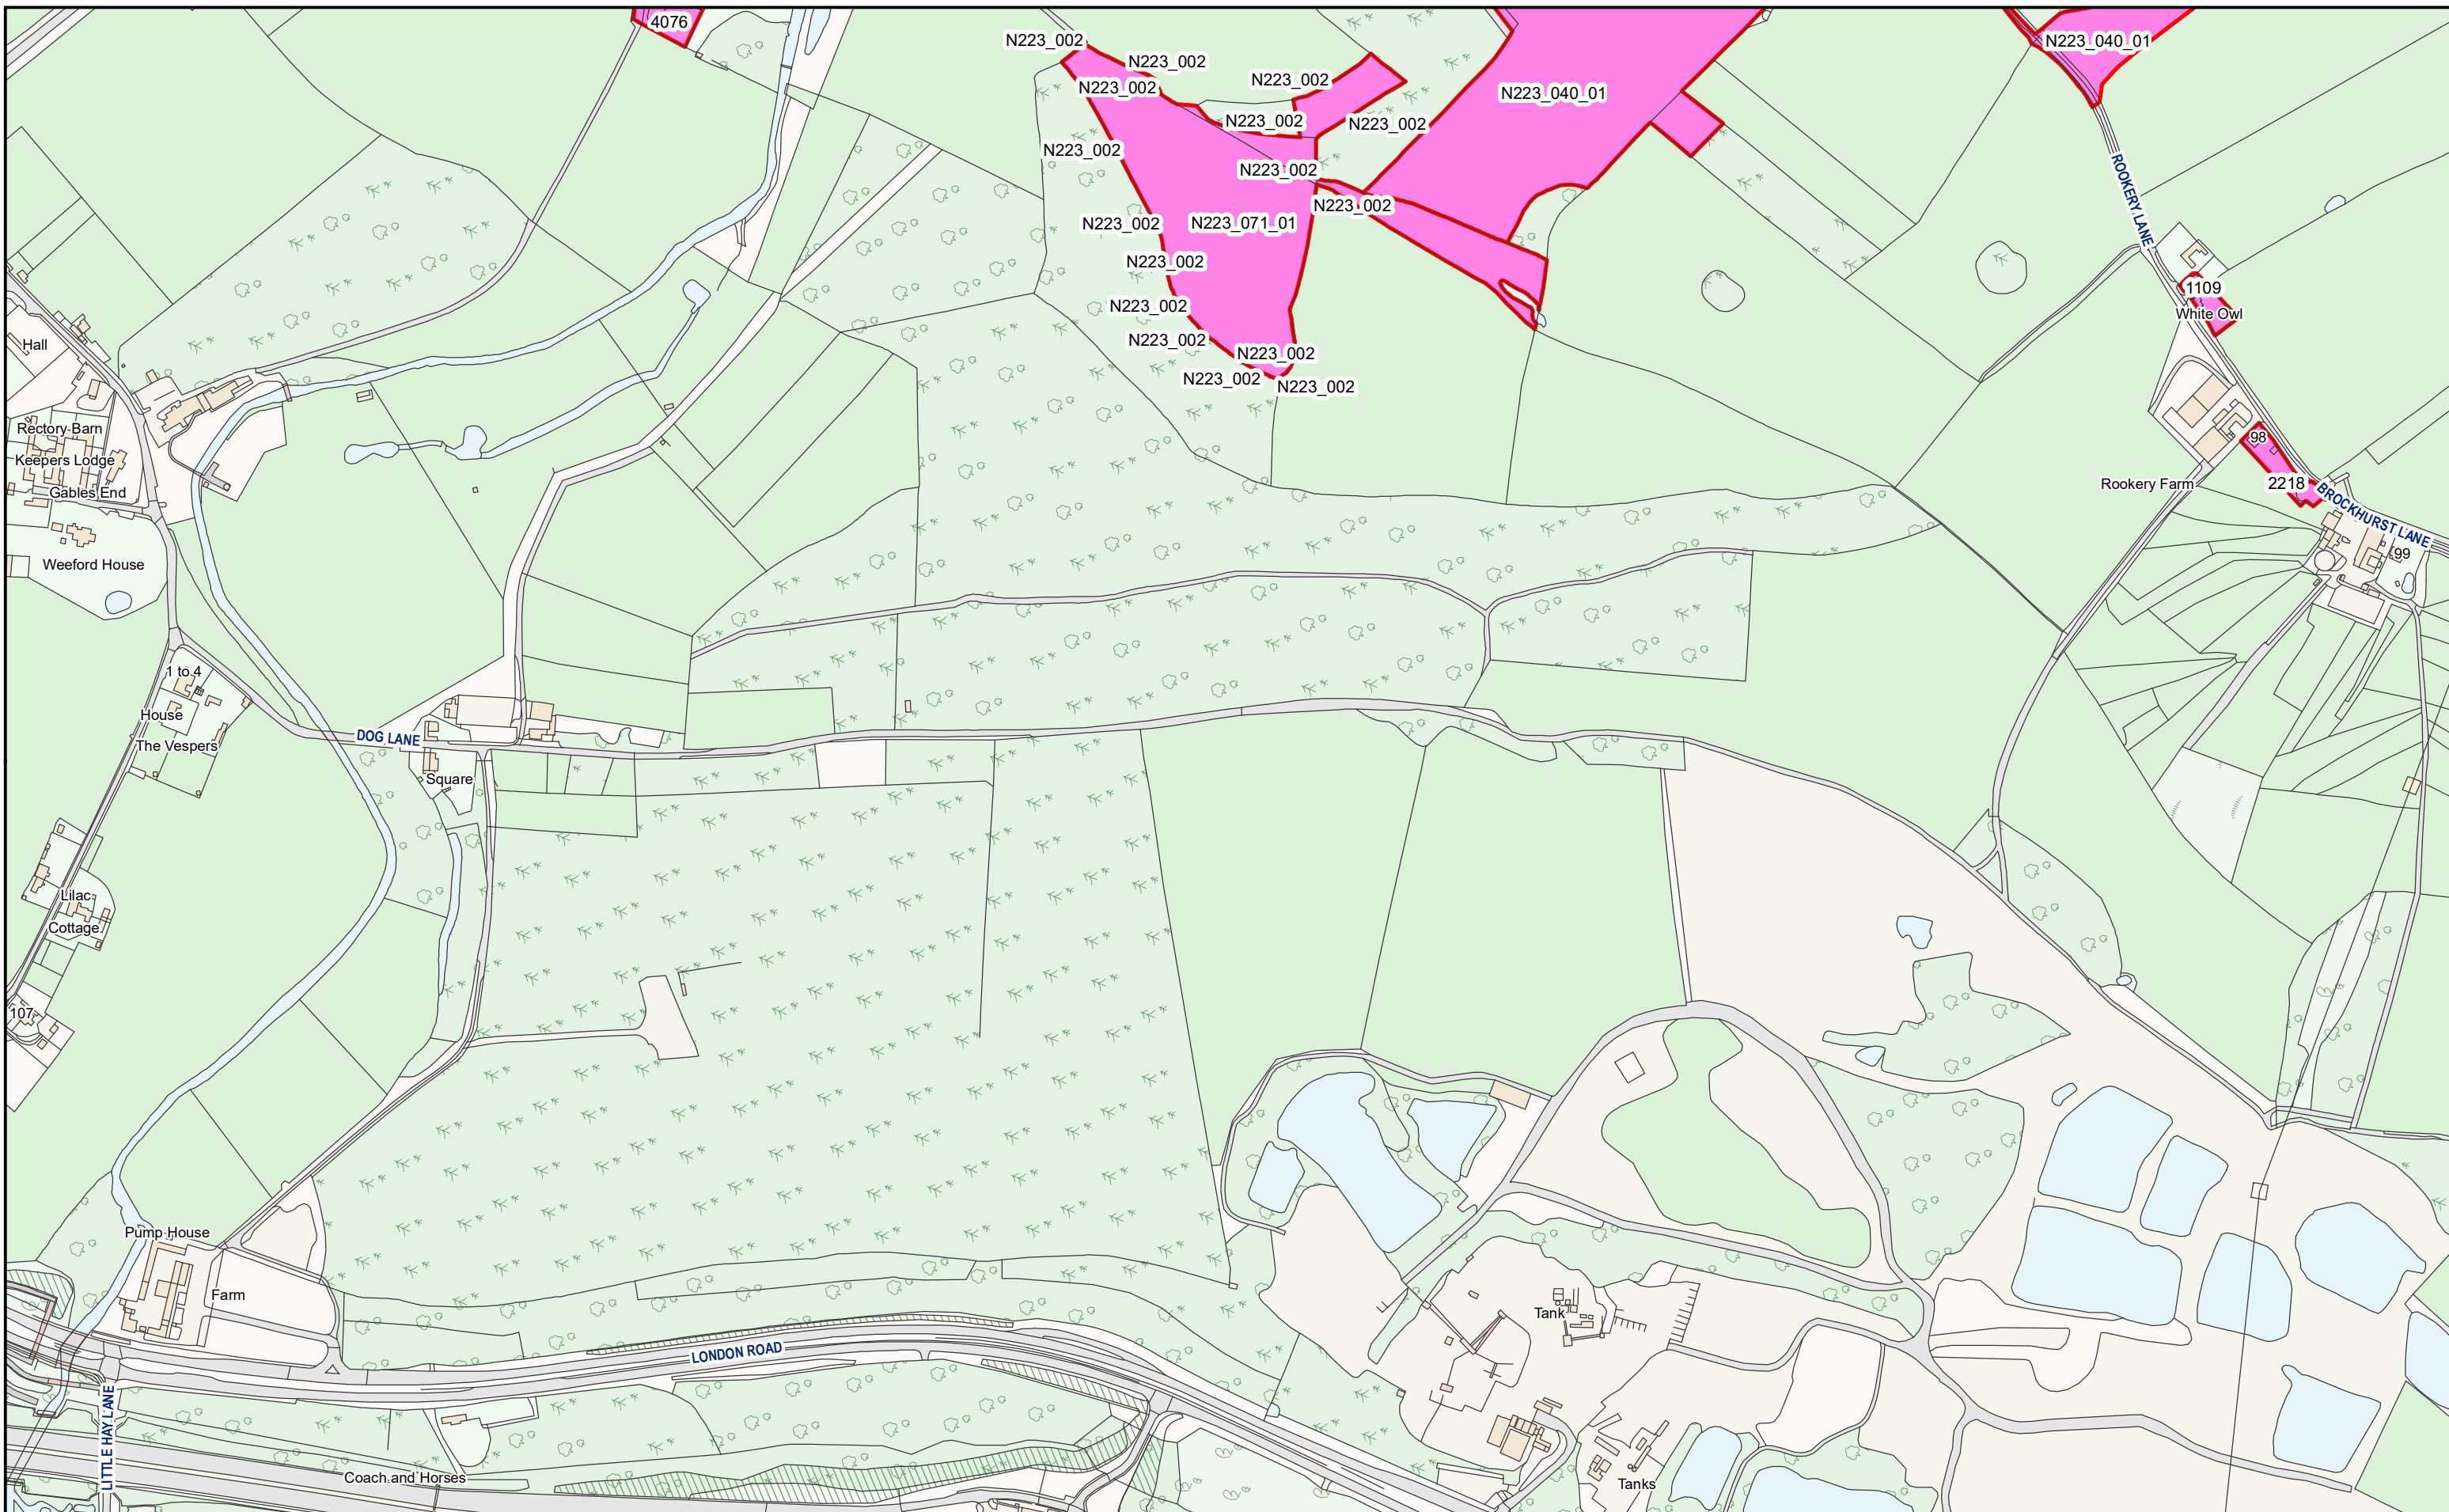 4076
N223_002
N223_040_01
N223_002
N223_002
N223_002
N223_040_01
N223_002
N223_002
N223_002
N223_002
N223_002
ROOKERY LANE
N223_002
N223_002
N223_071_01
N223_002
1109
N223_002
White Owl
Hall
N223_002
N223_002
N223_002
N223_002
Rectory Barn
98
Keepers Lodge
Gables End
Rookery Farm
2218
BROCKHURST LANE
99
Weeford House
1 to 4
House
The Vespers
DOG LANE
Square
Lilac
Cottage
107
Pump House
Farm
Tank
LONDON ROAD
LITTLE HAY LANE
Coach and Horses
Tanks